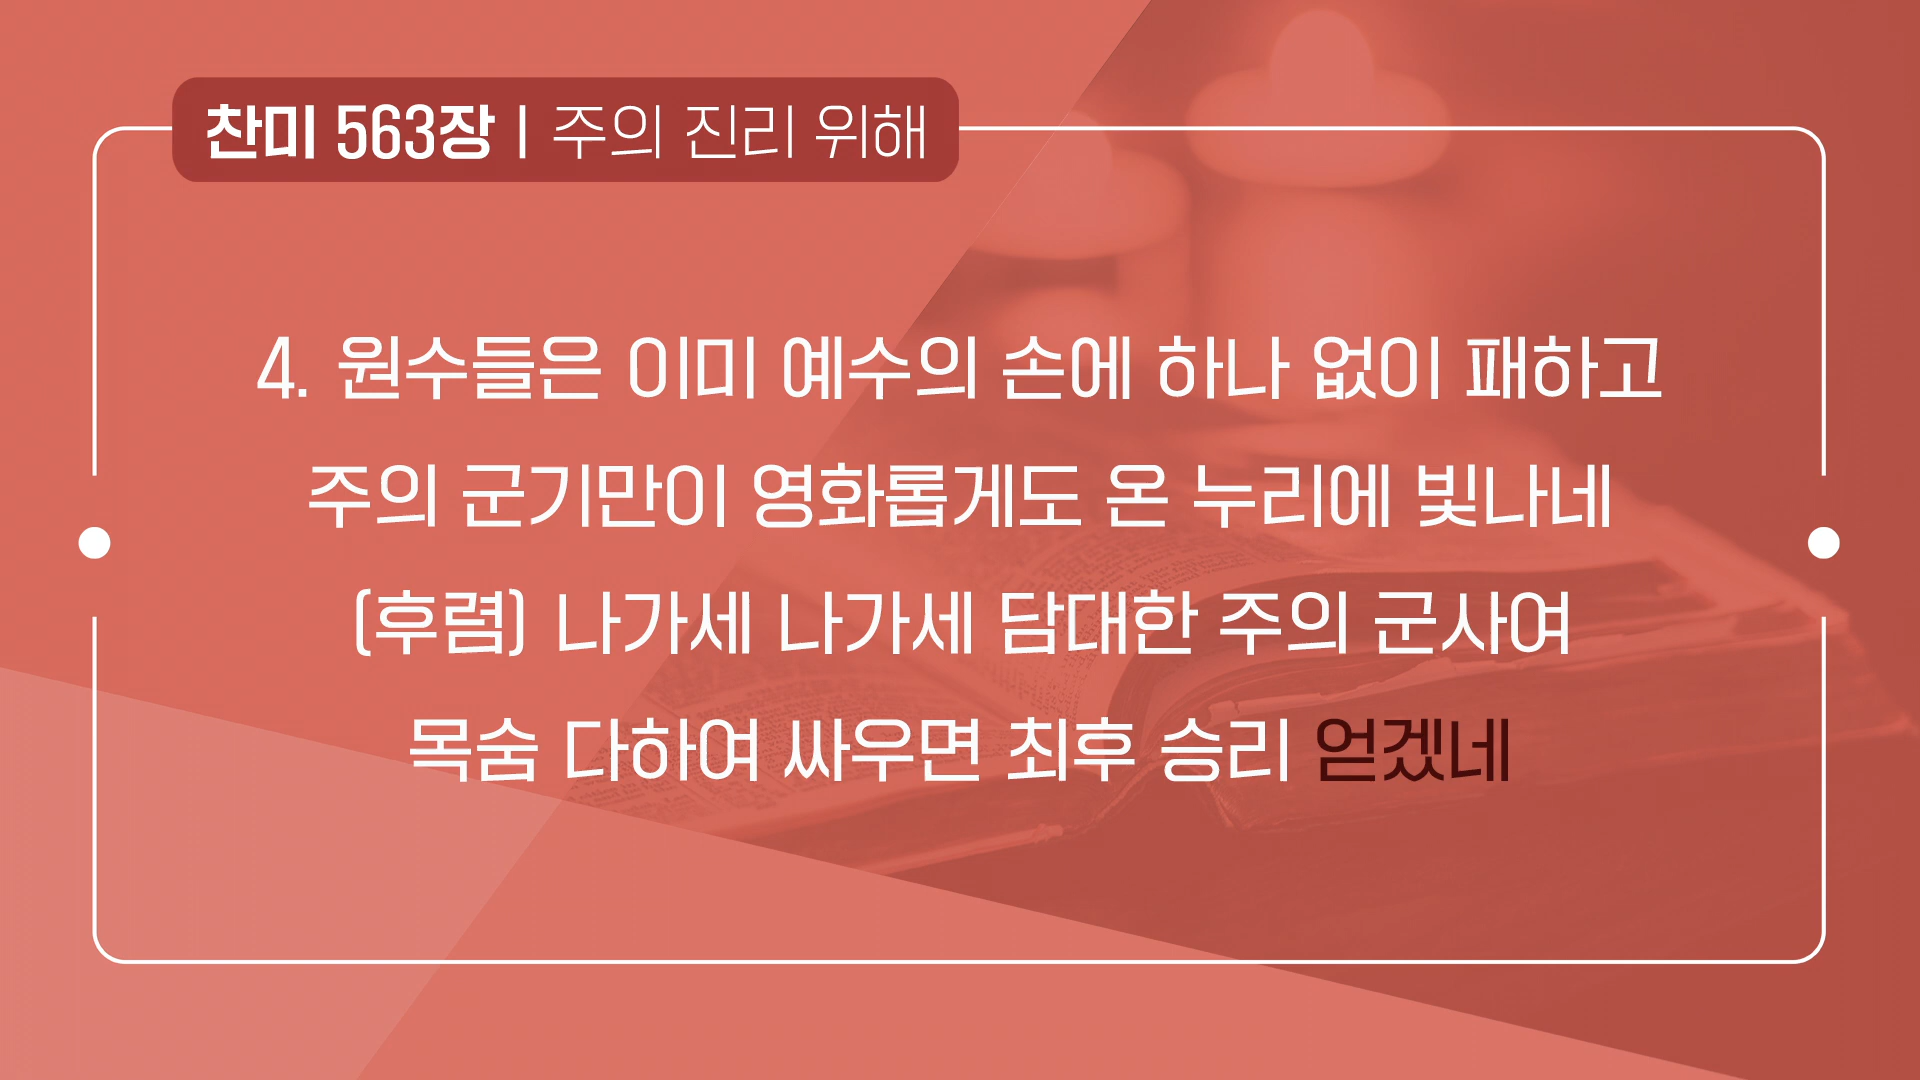 찬미 563장 | 주의 진리 위해
4. 원수들은 이미 예수의 손에 하나 없이 패하고
주의 군기만이 영화롭게도 온 누리에 빛나네
(후렴) 나가세 나가세 담대한 주의 군사여
목숨 다하여 싸우면 최후 승리 얻겠네